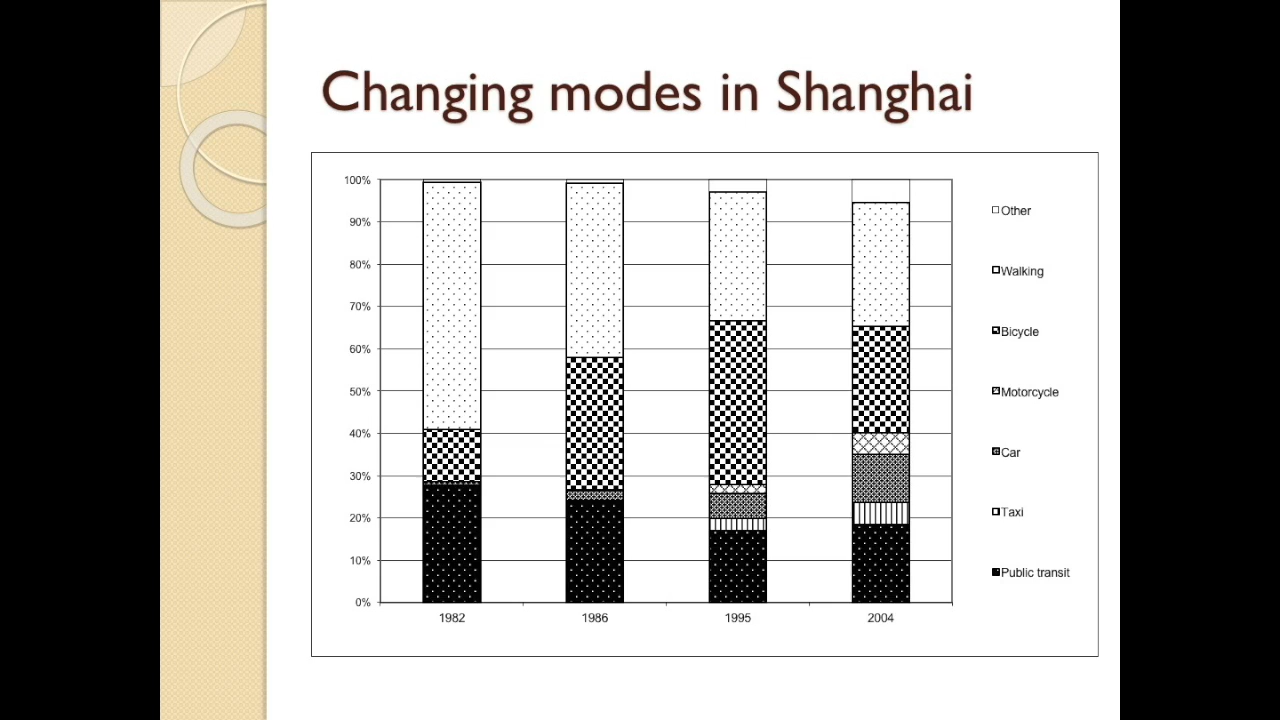 Changing modes in Shanghai
100%
90%
80%
70%
60%
50%
40%
30%
20%
10%
0%
1982 1986 1995 2004
Other
Walking
Bicycle
Motorcycle
Car
Taxi
Public transit